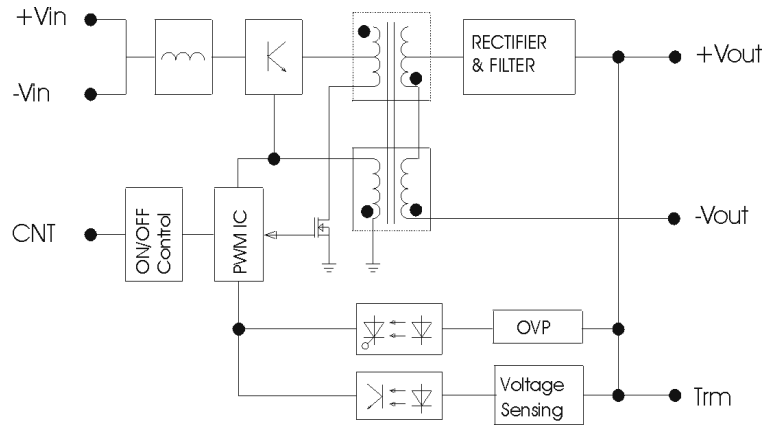 +Vin
-Vin
RECTIFIER
& FILTER
+Vout
-Vout
CNT
ON/OFF
Control
PWM IC
OVP
Voltage
Sensing
Trm